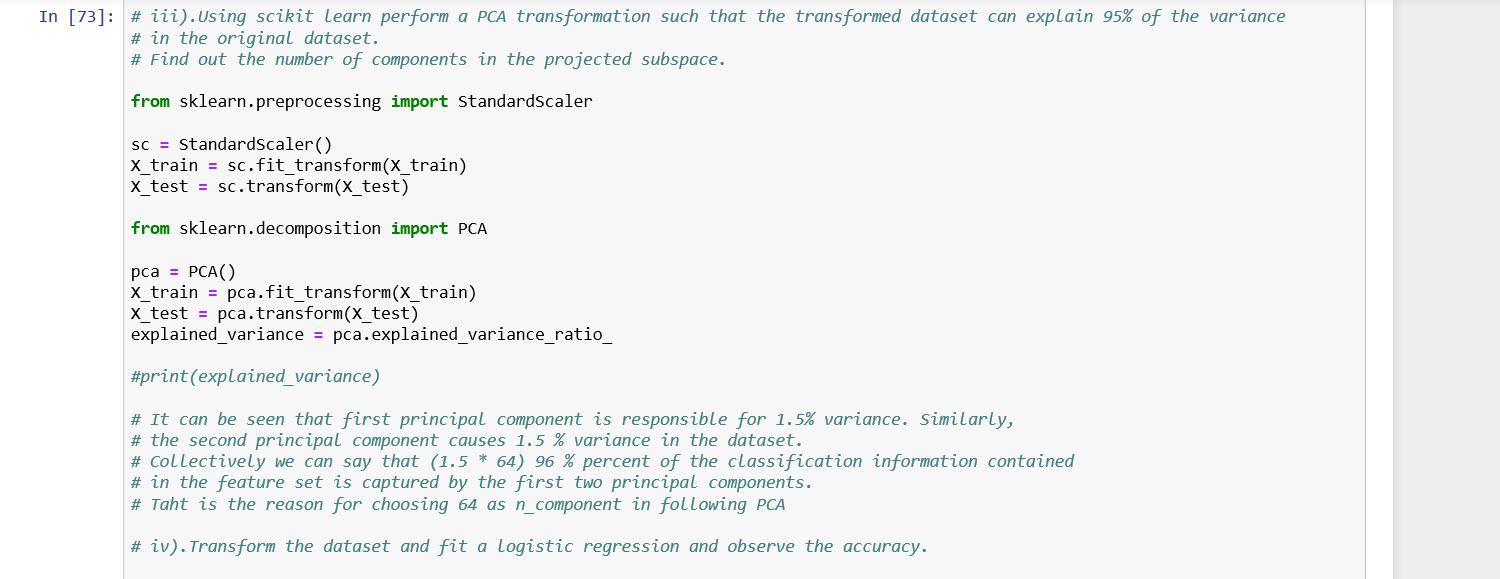 In [73]: # iii).Using scikit learn perform a PCA transformation such that the transformed dataset can explain 95% of the variance
# in the original dataset.
# Find out the number of components in the projected subspace.
from sklearn.preprocessing import StandardScaler
sc = StandardScaler()
X_train = sc.fit_transform(X_train)
X_test = sc.transform(X_test)
from sklearn.decomposition import PCA
pca = PCA()
X_train = pca.fit_transform(X_train)
X_test = pca.transform(X_test)
explained_variance = pca.explained_variance_ratio_
#print(explained_variance)
# It can be seen that first principal component is responsible for 1.5% variance. Similarly,
# the second principal component causes 1.5 % variance in the dataset.
# Collectively we can say that (1.5 * 64) 96 % percent of the classification information contained
# in the feature set is captured by the first two principal components.
# Taht is the reason for choosing 64 as n_component in following PCA
# iv).Transform the dataset and fit a logistic regression and observe the accuracy.